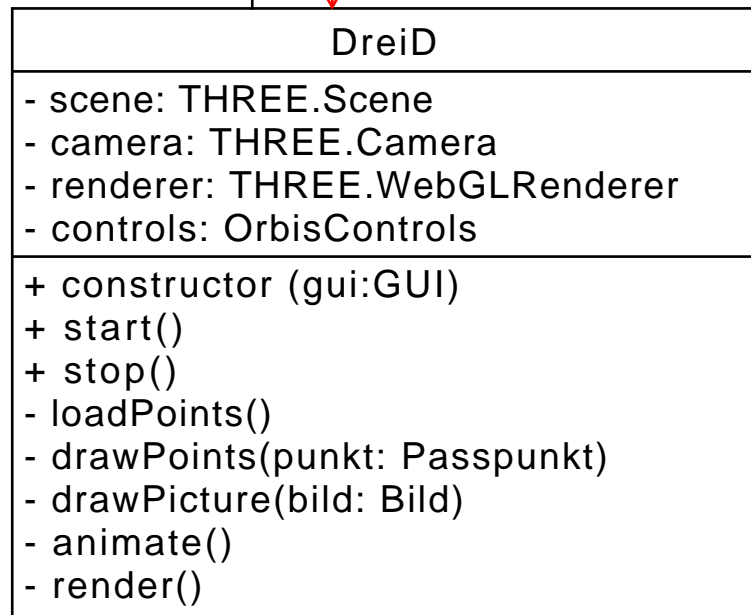 DreiD
- scene: THREE.Scene
- camera: THREE.Camera
- renderer: THREE.WebGLRenderer
- controls: OrbisControls
+ constructor (gui:GUI)
+ start()
+ stop()
- loadPoints()
- drawPoints(punkt: Passpunkt)
- drawPicture(bild: Bild)
- animate()
- render()